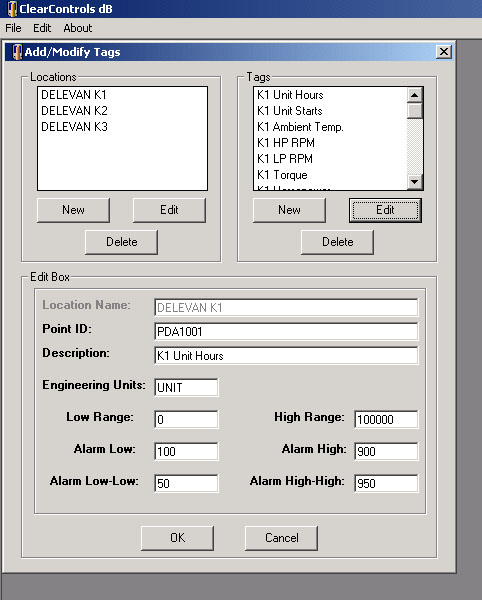 ClearControls dB
File Edit About
Add/Modify Tags
Locations
DELEVAN K1
DELEVAN K2
DELEVAN K3
New Edit
Delete
Tags
K1 Unit Hours
K1 Unit Starts
K1 Ambient Temp.
K1 HP RPM
K1 LP RPM
K1 Torque
New Edit
Delete
Edit Box
Location Name: DELEVAN K1
Point ID: PDA1001
Description: K1 Unit Hours
Engineering Units: UNIT
Low Range: 0 High Range: 100000
Alarm Low: 100 Alarm High: 900
Alarm Low-Low: 50 Alarm High-High: 950
OK Cancel